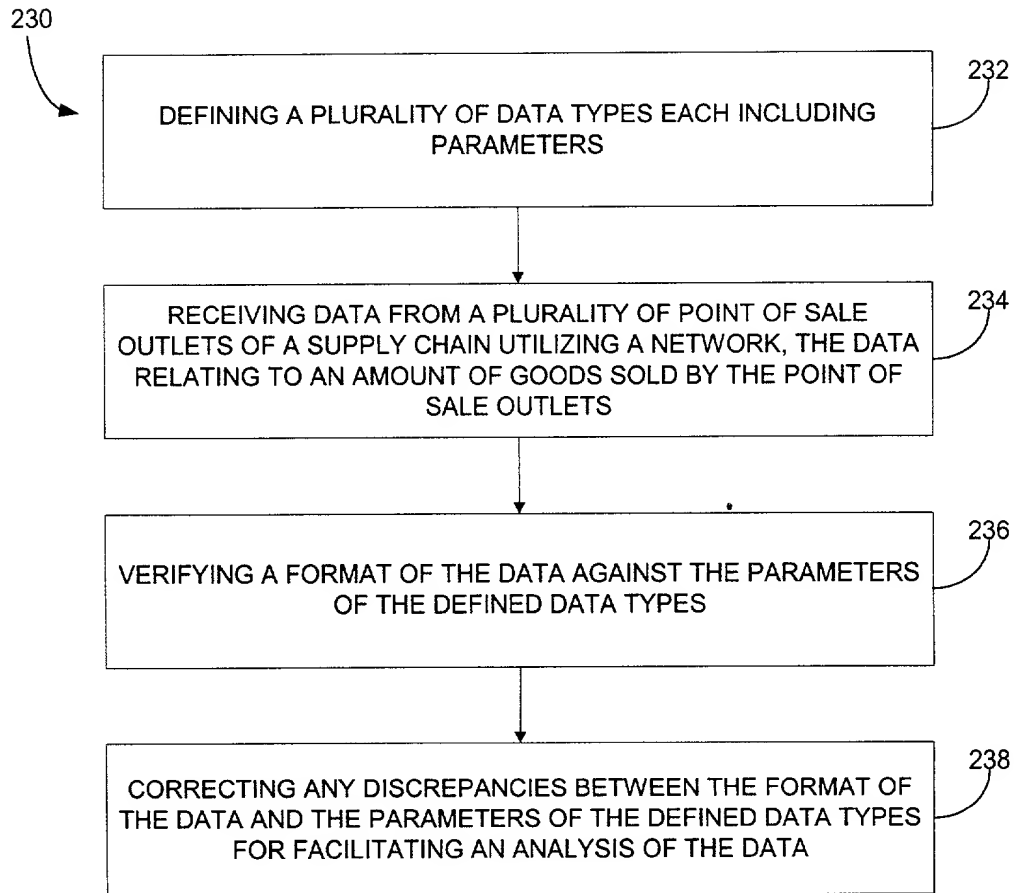 230
232
DEFINING A PLURALITY OF DATA TYPES EACH INCLUDING
PARAMETERS
234
RECEIVING DATA FROM A PLURALITY OF POINT OF SALE
OUTLETS OF A SUPPLY CHAIN UTILIZING A NETWORK, THE DATA
RELATING TO AN AMOUNT OF GOODS SOLD BY THE POINT OF
SALE OUTLETS
236
VERIFYING A FORMAT OF THE DATA AGAINST THE PARAMETERS
OF THE DEFINED DATA TYPES
238
CORRECTING ANY DISCREPANCIES BETWEEN THE FORMAT OF
THE DATA AND THE PARAMETERS OF THE DEFINED DATA TYPES
FOR FACILITATING AN ANALYSIS OF THE DATA